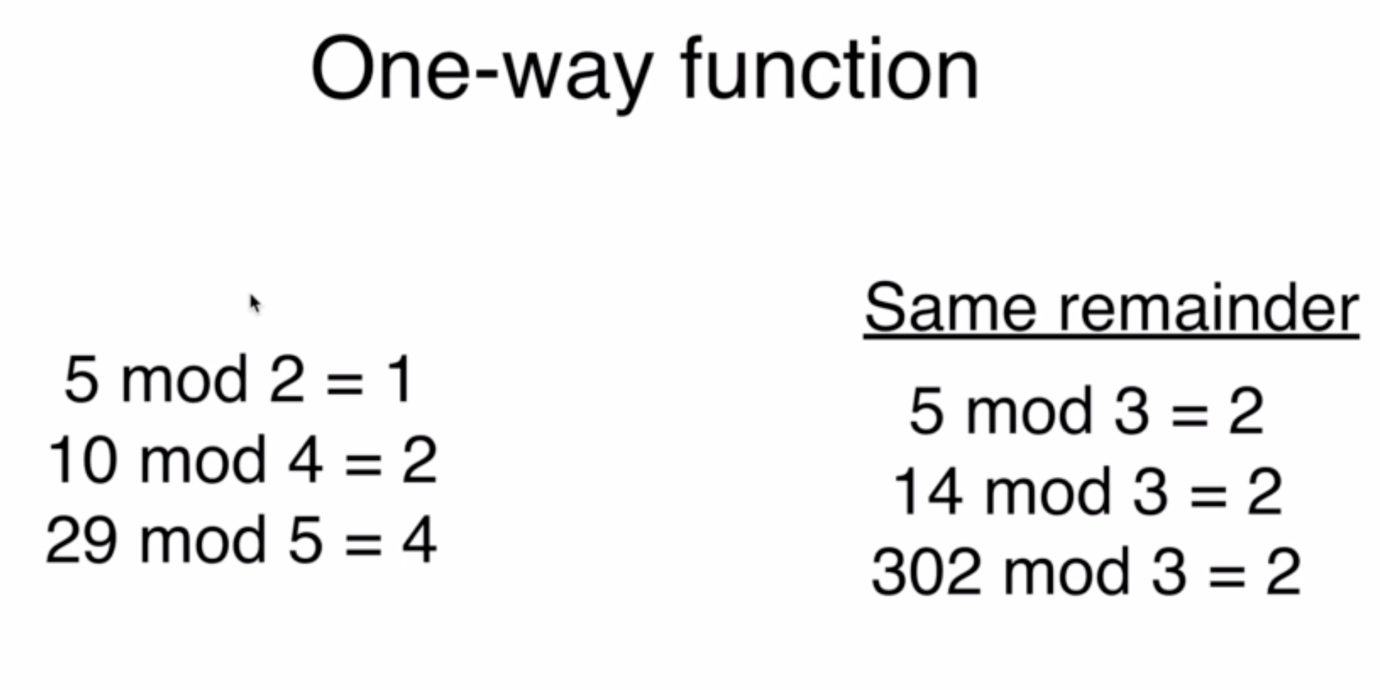 One-way function
5 mod 2 = 1
10 mod 4 = 2
29 mod 5 = 4
Same remainder
5 mod 3 = 2
14 mod 3 = 2
302 mod 3 = 2